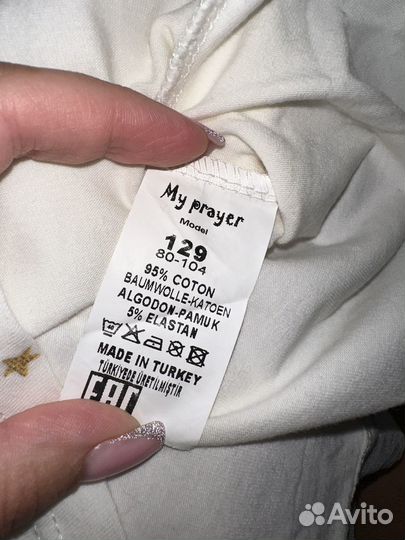 My prayer
Model
129
80-104
95% COTON
BAUMWOLLE-KATOEN
ALGODON-PAMUK
5% ELASTAN
40
MADE IN TURKEY
TÜRKİYEDE ÜRETİLMİŞTİR
EAC
Avito